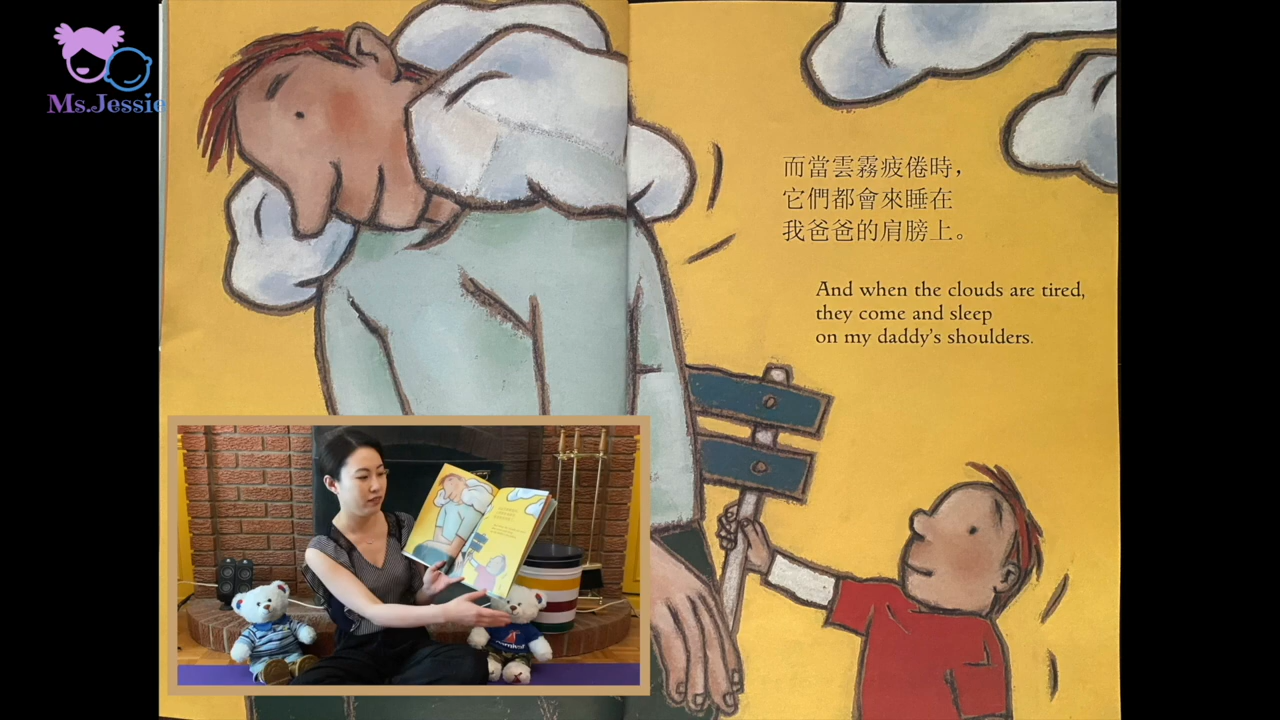 Ms.Jessie
而當雲霧疲倦時，
它們都會來睡在
我爸爸的肩膀上。
And when the clouds are tired,
they come and sleep
on my daddy's shoulders.